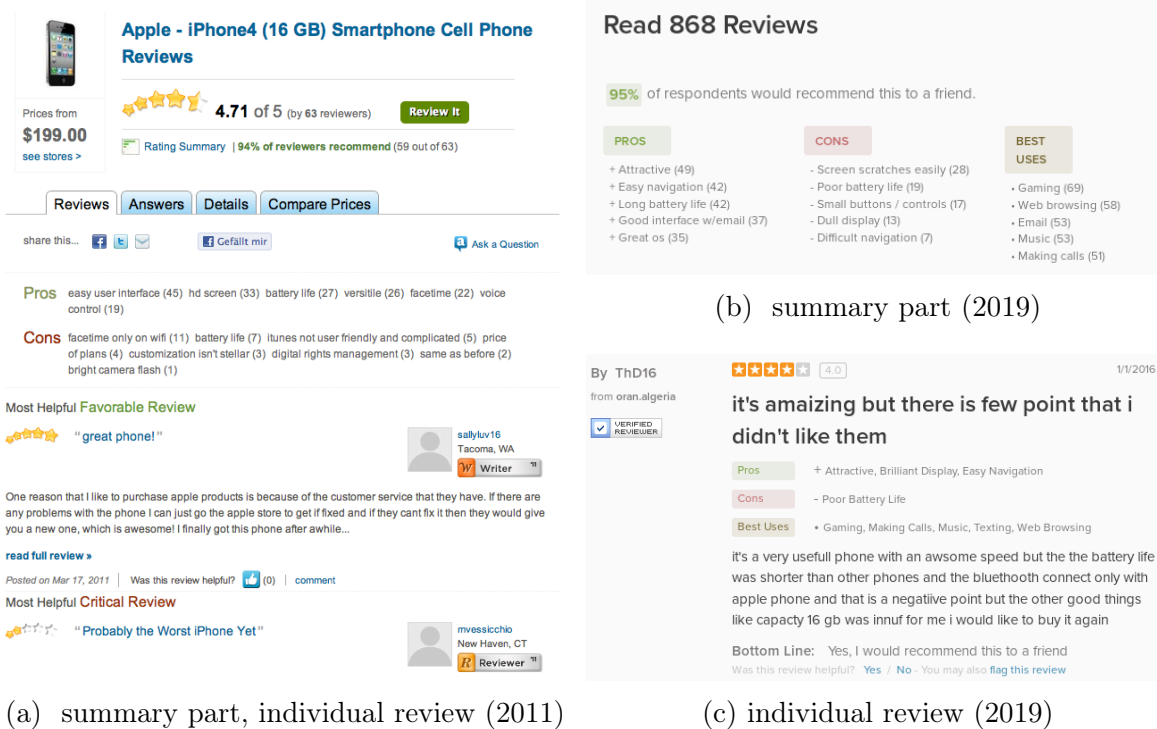 Apple - iPhone4 (16 GB) Smartphone Cell Phone
Reviews
Prices from
$199.00
see stores >
4.71 of 5 (by 63 reviewers)
Review It
Rating Summary | 94% of reviewers recommend (59 out of 63)
Reviews Answers Details Compare Prices
share this... Gefällt mir Ask a Question
Pros easy user interface (45) hd screen (33) battery life (27) versitile (26) facetime (22) voice
control (19)
Cons facetime only on wifi (11) battery life (7) itunes not user friendly and complicated (5) price
of plans (4) customization isn't stellar (3) digital rights management (3) same as before (2)
bright camera flash (1)
Most Helpful Favorable Review
"great phone!"
sallyluv16
Tacoma, WA
W Writer
One reason that I like to purchase apple products is because of the customer service that they have. If there are
any problems with the phone I can just go the apple store to get if fixed and if they cant fix it then they would give
you a new one, which is awesome! I finally got this phone after awhile...
read full review »
Posted on Mar 17, 2011 Was this review helpful? (0) comment
Most Helpful Critical Review
"Probably the Worst iPhone Yet"
mvessicchio
New Haven, CT
R Reviewer
(a) summary part, individual review (2011)
Read 868 Reviews
95% of respondents would recommend this to a friend.
PROS
+ Attractive (49)
+ Easy navigation (42)
+ Long battery life (42)
+ Good interface w/email (37)
+ Great os (35)
CONS
- Screen scratches easily (28)
- Poor battery life (19)
- Small buttons / controls (17)
- Dull display (13)
- Difficult navigation (7)
BEST
USES
• Gaming (69)
• Web browsing (58)
• Email (53)
• Music (53)
• Making calls (51)
(b) summary part (2019)
By ThD16
from oran.algeria
VERIFIED
REVIEWER
4.0
1/1/2016
it's amaizing but there is few point that i
didn't like them
Pros + Attractive, Brilliant Display, Easy Navigation
Cons - Poor Battery Life
Best Uses • Gaming, Making Calls, Music, Texting, Web Browsing
it's a very usefull phone with an awsome speed but the the battery life
was shorter than other phones and the bluethooth connect only with
apple phone and that is a negatiive point but the other good things
like capacty 16 gb was innuf for me i would like to buy it again
Bottom Line: Yes, I would recommend this to a friend
Was this review helpful? Yes / No - You may also flag this review
(c) individual review (2019)